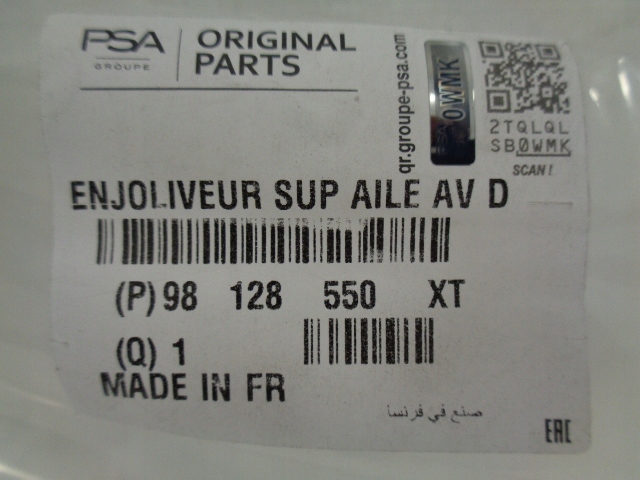 PSA
GROUPE
ORIGINAL
PARTS
qr.groupe-psa.com
PSA
0WMK
2TQLQL
SB0WMK
SCAN!
ENJOLIVEUR SUP AILE AV D
(P) 98 128 550 XT
(Q) 1
MADE IN FR
صنع في فرنسا
EAC